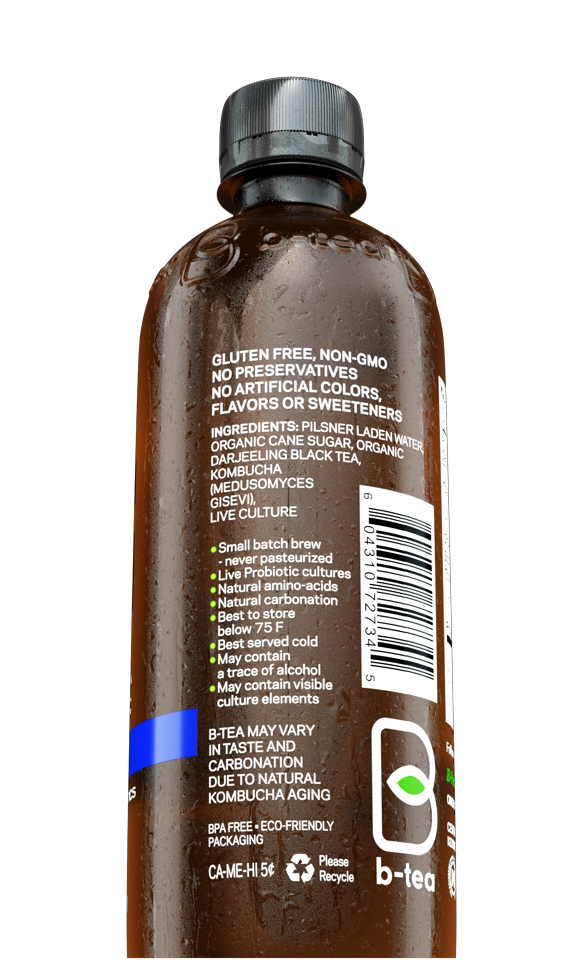 b-tea
GLUTEN FREE, NON-GMO
NO PRESERVATIVES
NO ARTIFICIAL COLORS,
FLAVORS OR SWEETENERS
INGREDIENTS: PILSNER LADEN WATER,
ORGANIC CANE SUGAR, ORGANIC
DARJEELING BLACK TEA,
KOMBUCHA
(MEDUSOMYCES
GISEVI),
LIVE CULTURE
• Small batch brew
- never pasteurized
• Live Probiotic cultures
• Natural amino-acids
• Natural carbonation
• Best to store
below 75 F
• Best served cold
• May contain
a trace of alcohol
• May contain visible
culture elements
6 04310 72734 5
B-TEA MAY VARY
IN TASTE AND
CARBONATION
DUE TO NATURAL
KOMBUCHA AGING
BPA FREE • ECO-FRIENDLY
PACKAGING
CA-ME-HI 5¢
Please
Recycle
b-tea